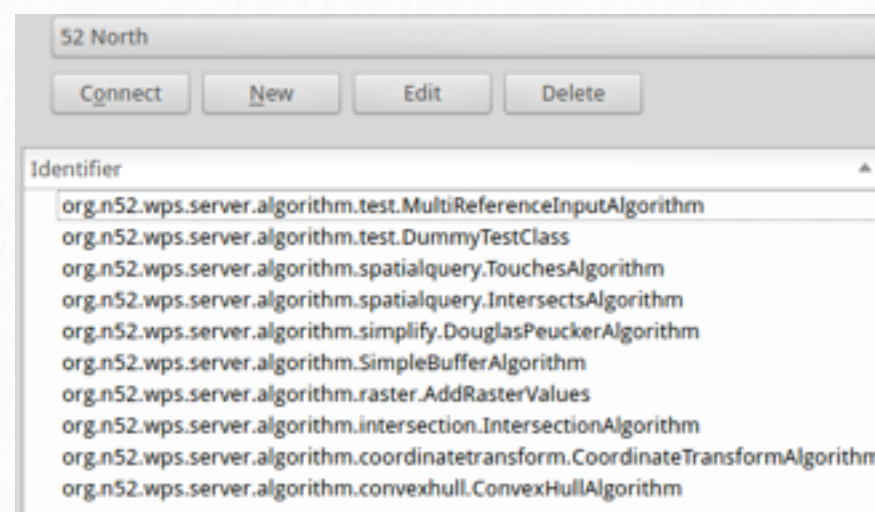 52 North
Connect New Edit Delete
Identifier
org.n52.wps.server.algorithm.test.MultiReferenceInputAlgorithm
org.n52.wps.server.algorithm.test.DummyTestClass
org.n52.wps.server.algorithm.spatialquery.TouchesAlgorithm
org.n52.wps.server.algorithm.spatialquery.IntersectsAlgorithm
org.n52.wps.server.algorithm.simplify.DouglasPeuckerAlgorithm
org.n52.wps.server.algorithm.SimpleBufferAlgorithm
org.n52.wps.server.algorithm.raster.AddRasterValues
org.n52.wps.server.algorithm.intersection.IntersectionAlgorithm
org.n52.wps.server.algorithm.coordinatetransform.CoordinateTransformAlgorithm
org.n52.wps.server.algorithm.convexhull.ConvexHullAlgorithm